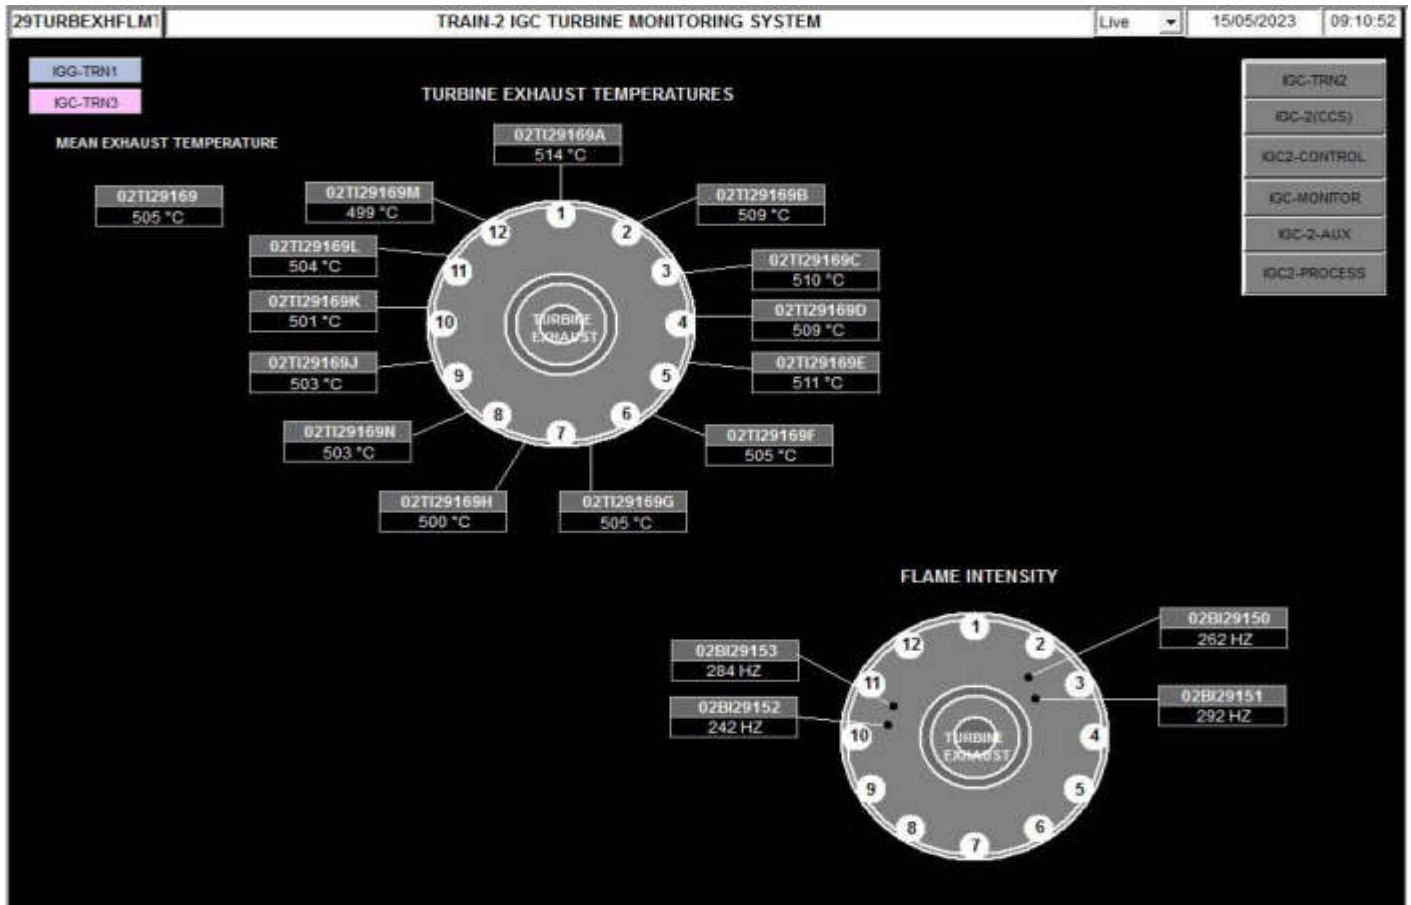 29TURBEXHFLMT TRAIN-2 IGC TURBINE MONITORING SYSTEM Live 15/05/2023 09:10:52
IGG-TRN1
IGC-TRN3
IGC-TRN2
IGC-2(CCS)
IGC2-CONTROL
IGC-MONITOR
IGC-2-AUX
IGC2-PROCESS
TURBINE EXHAUST TEMPERATURES
MEAN EXHAUST TEMPERATURE
02TI29169
505 °C
02TI29169A
514 °C
02TI29169M
499 °C
02TI29169B
509 °C
02TI29169L
504 °C
02TI29169C
510 °C
02TI29169K
501 °C
02TI29169D
509 °C
02TI29169J
503 °C
02TI29169E
511 °C
02TI29169N
503 °C
02TI29169F
505 °C
02TI29169H
500 °C
02TI29169G
505 °C
1
2
3
4
5
6
7
8
9
10
11
12
TURBINE
EXHAUST
FLAME INTENSITY
02BI29153
284 HZ
02BI29152
242 HZ
02BI29150
262 HZ
02BI29151
292 HZ
1
2
3
4
5
6
7
8
9
10
11
12
TURBINE
EXHAUST